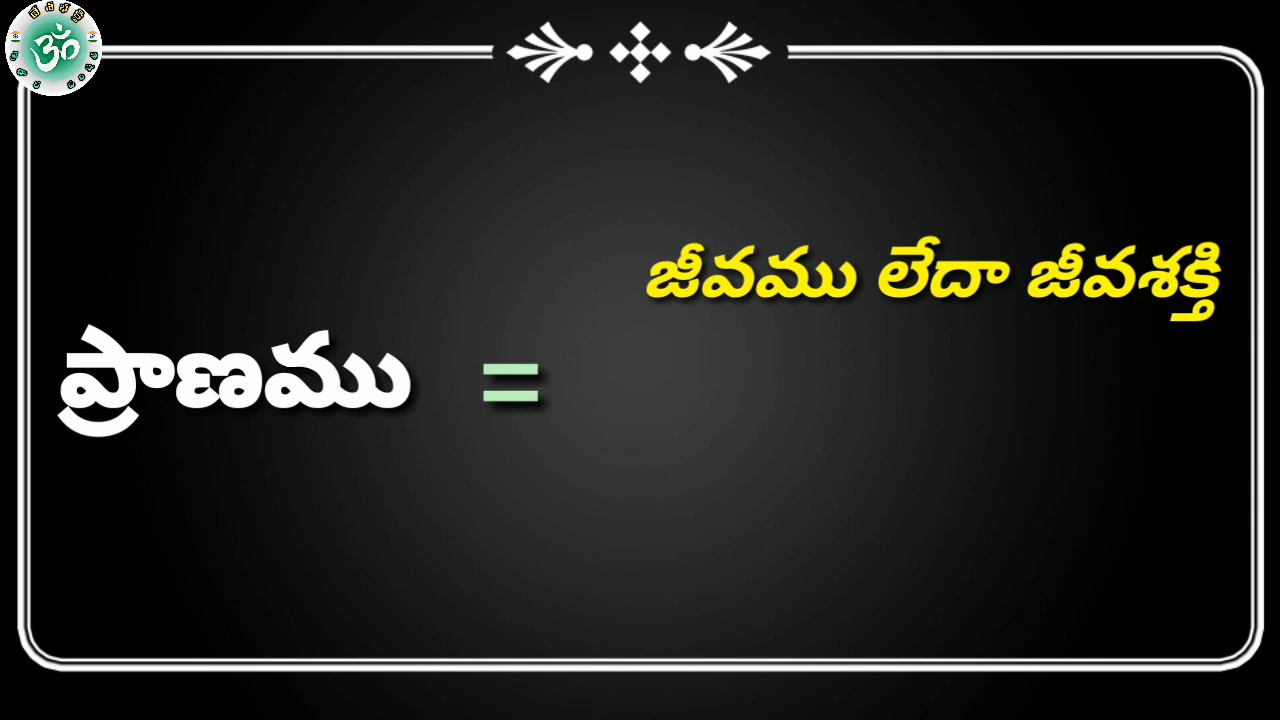 జీవము లేదా జీవశక్తి
ప్రాణము =
ॐ